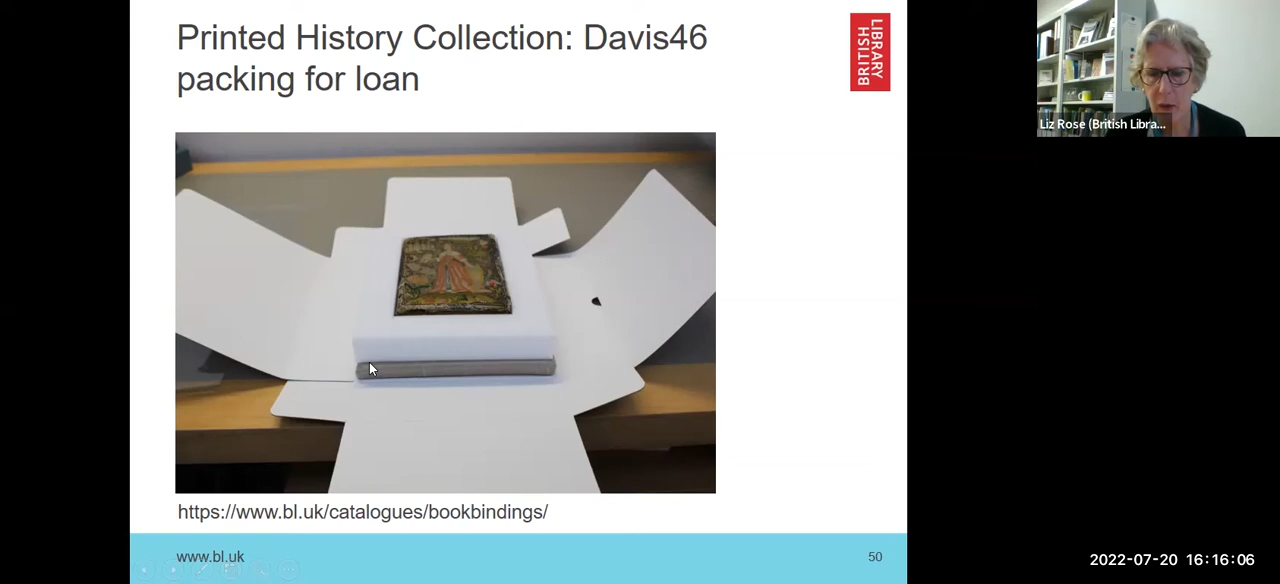 Printed History Collection: Davis46
packing for loan
BRITISH
LIBRARY
Liz Rose (British Libra...
https://www.bl.uk/catalogues/bookbindings/
www.bl.uk
50
2022-07-20 16:16:06